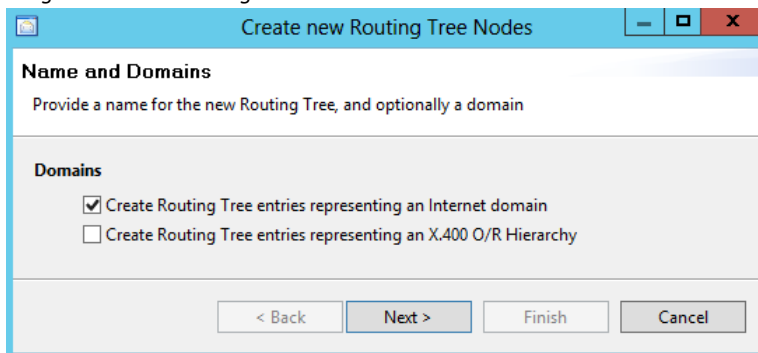 Create new Routing Tree Nodes
Name and Domains
Provide a name for the new Routing Tree, and optionally a domain
Domains
Create Routing Tree entries representing an Internet domain
Create Routing Tree entries representing an X.400 O/R Hierarchy
< Back Next > Finish Cancel